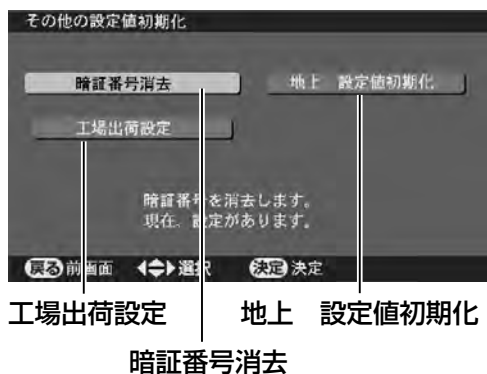 その他の設定値初期化
暗証番号消去 地上 設定値初期化
工場出荷設定
暗証番号を消去します。
現在、設定があります。
戻る 前画面 選択 決定 決定
工場出荷設定 地上 設定値初期化
暗証番号消去